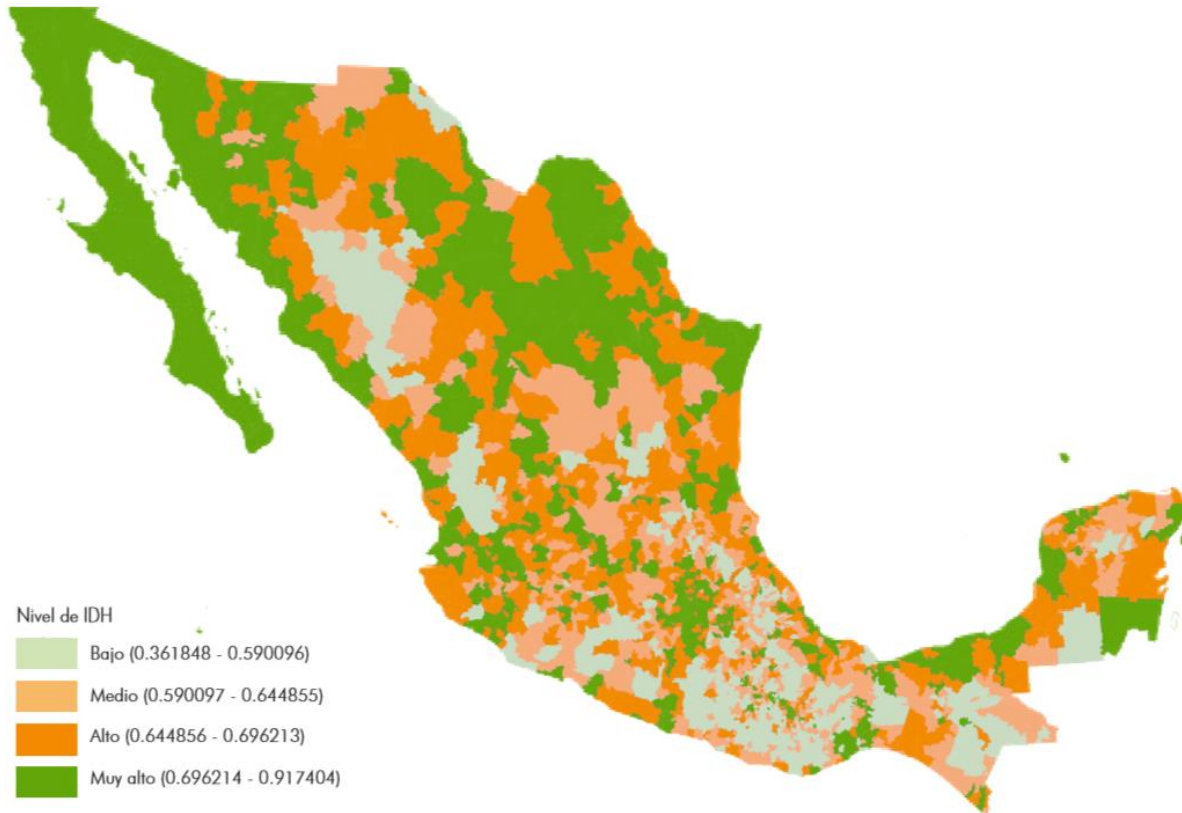 Nivel de IDH
Bajo (0.361848 - 0.590096)
Medio (0.590097 - 0.644855)
Alto (0.644856 - 0.696213)
Muy alto (0.696214 - 0.917404)